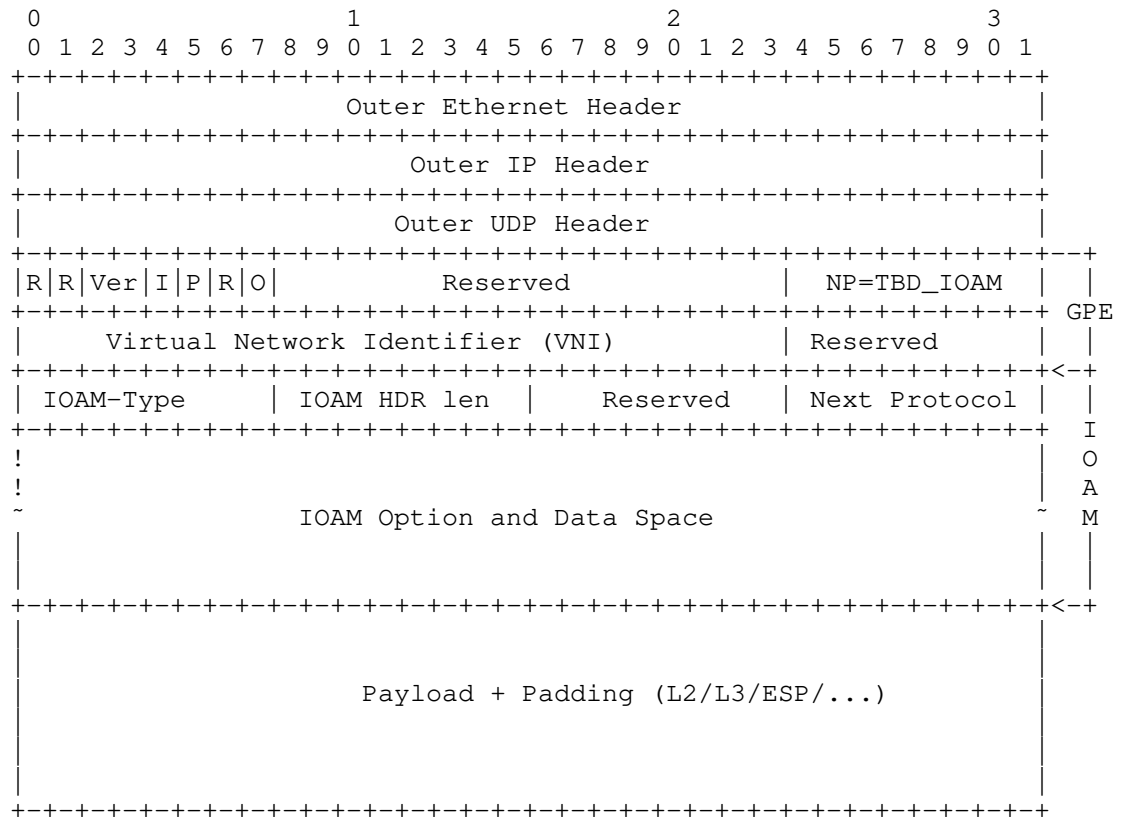 0                   1                   2                   3
 0 1 2 3 4 5 6 7 8 9 0 1 2 3 4 5 6 7 8 9 0 1 2 3 4 5 6 7 8 9 0 1
+-+-+-+-+-+-+-+-+-+-+-+-+-+-+-+-+-+-+-+-+-+-+-+-+-+-+-+-+-+-+-+-+
|                    Outer Ethernet Header                      |
+-+-+-+-+-+-+-+-+-+-+-+-+-+-+-+-+-+-+-+-+-+-+-+-+-+-+-+-+-+-+-+-+
|                        Outer IP Header                        |
+-+-+-+-+-+-+-+-+-+-+-+-+-+-+-+-+-+-+-+-+-+-+-+-+-+-+-+-+-+-+-+-+
|                       Outer UDP Header                        |
+-+-+-+-+-+-+-+-+-+-+-+-+-+-+-+-+-+-+-+-+-+-+-+-+-+-+-+-+-+-+-+-+--+
|R|R|Ver|I|P|R|O|          Reserved             |  NP=TBD_IOAM  |  |
+-+-+-+-+-+-+-+-+-+-+-+-+-+-+-+-+-+-+-+-+-+-+-+-+-+-+-+-+-+-+-+-+ GPE
|     Virtual Network Identifier (VNI)          | Reserved      |  |
+-+-+-+-+-+-+-+-+-+-+-+-+-+-+-+-+-+-+-+-+-+-+-+-+-+-+-+-+-+-+-+-+<-+
| IOAM-Type     | IOAM HDR len  |    Reserved   | Next Protocol |  |
+-+-+-+-+-+-+-+-+-+-+-+-+-+-+-+-+-+-+-+-+-+-+-+-+-+-+-+-+-+-+-+-+  I
!                                                               |  O
!                                                               |  A
~                 IOAM Option and Data Space                    ~  M
|                                                               |  |
|                                                               |  |
+-+-+-+-+-+-+-+-+-+-+-+-+-+-+-+-+-+-+-+-+-+-+-+-+-+-+-+-+-+-+-+-+<-+
|                                                               |
|                                                               |
|                     Payload + Padding (L2/L3/ESP/...)         |
|                                                               |
|                                                               |
|                                                               |
+-+-+-+-+-+-+-+-+-+-+-+-+-+-+-+-+-+-+-+-+-+-+-+-+-+-+-+-+-+-+-+-+